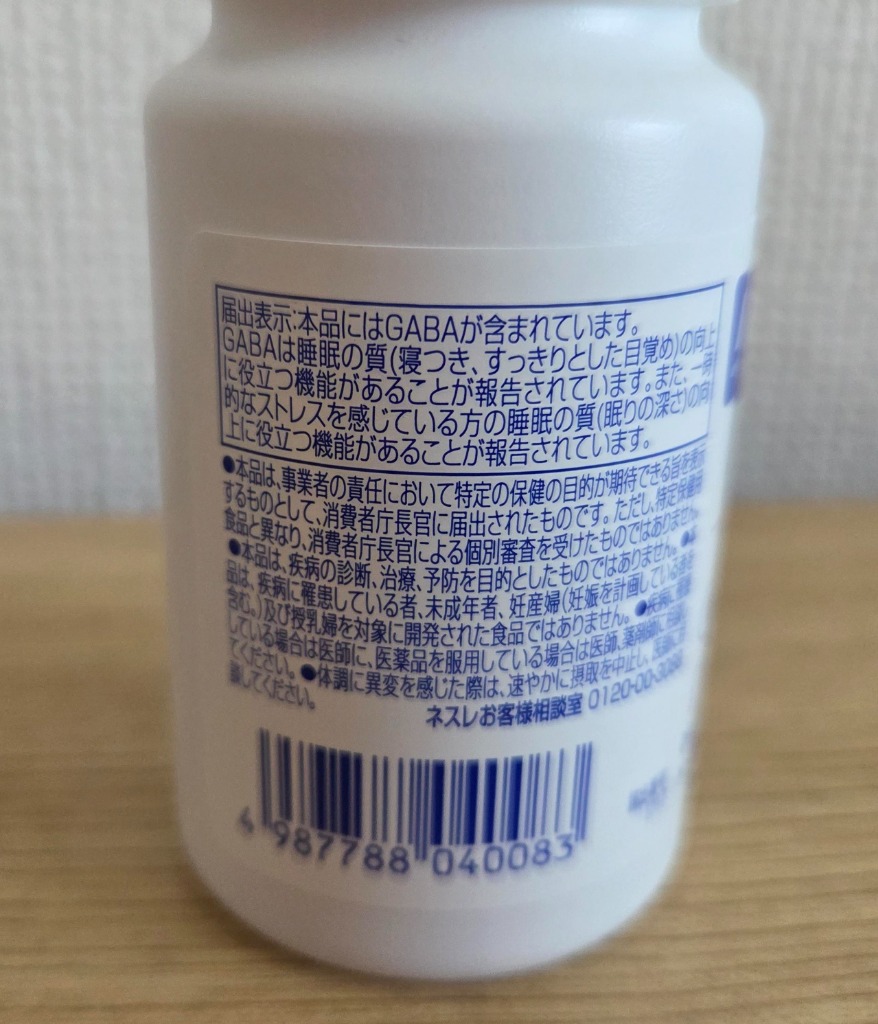 届出表示:本品にはGABAが含まれています。
GABAは睡眠の質(寝つき、すっきりとした目覚め)の向上
に役立つ機能があることが報告されています。また、一時
的なストレスを感じている方の睡眠の質(眠りの深さ)の向
上に役立つ機能があることが報告されています。
●本品は、事業者の責任において特定の保健の目的が期待できる旨を表示
するものとして、消費者庁長官に届出されたものです。ただし、特定保健用
食品と異なり、消費者庁長官による個別審査を受けたものではありません。
●本品は、疾病の診断、治療、予防を目的としたものではありません。●本
品は、疾病に罹患している者、未成年者、妊産婦(妊娠を計画している者を
含む。)及び授乳婦を対象に開発された食品ではありません。●疾病に
している場合は医師に、医薬品を服用している場合は医師、薬剤師に
てください。●体調に異変を感じた際は、速やかに摂取を中止し、医師に
談してください。
ネスレお客様相談室 0120-00-
4 987788 040083